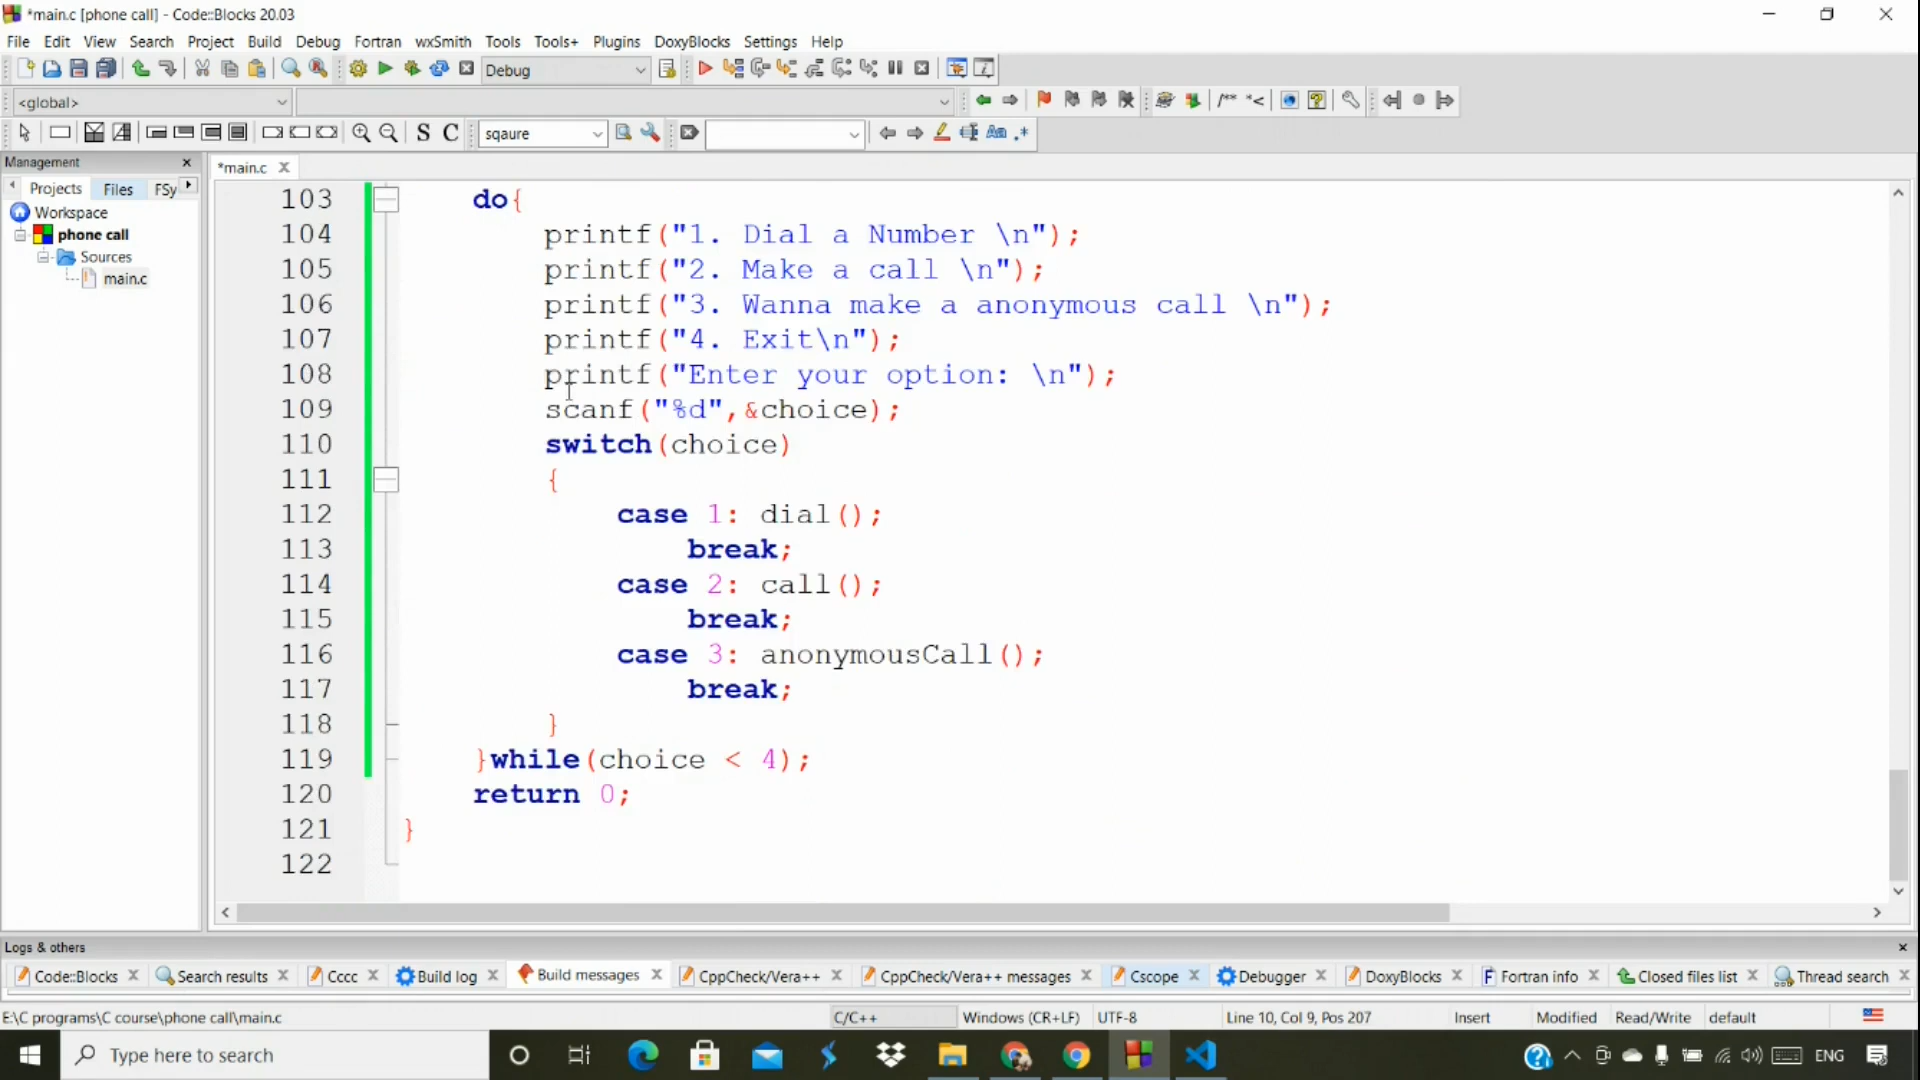 *main.c [phone call] - Code::Blocks 20.03
File Edit View Search Project Build Debug Fortran wxSmith Tools Tools+ Plugins DoxyBlocks Settings Help
Debug
<global>
/** *<
S C sqaure Aa .*
Management
*main.c
Projects Files FSy
Workspace
phone call
Sources
main.c
103 do{
104 printf("1. Dial a Number \n");
105 printf("2. Make a call \n");
106 printf("3. Wanna make a anonymous call \n");
107 printf("4. Exit\n");
108 printf("Enter your option: \n");
109 scanf("%d",&choice);
110 switch(choice)
111 {
112 case 1: dial();
113 break;
114 case 2: call();
115 break;
116 case 3: anonymousCall();
117 break;
118 }
119 }while(choice < 4);
120 return 0;
121 }
122
Logs & others
Code::Blocks Search results Cccc Build log Build messages CppCheck/Vera++ CppCheck/Vera++ messages Cscope Debugger DoxyBlocks Fortran info Closed files list Thread search
E:\C programs\C course\phone call\main.c C/C++ Windows (CR+LF) UTF-8 Line 10, Col 9, Pos 207 Insert Modified Read/Write default
Type here to search ENG